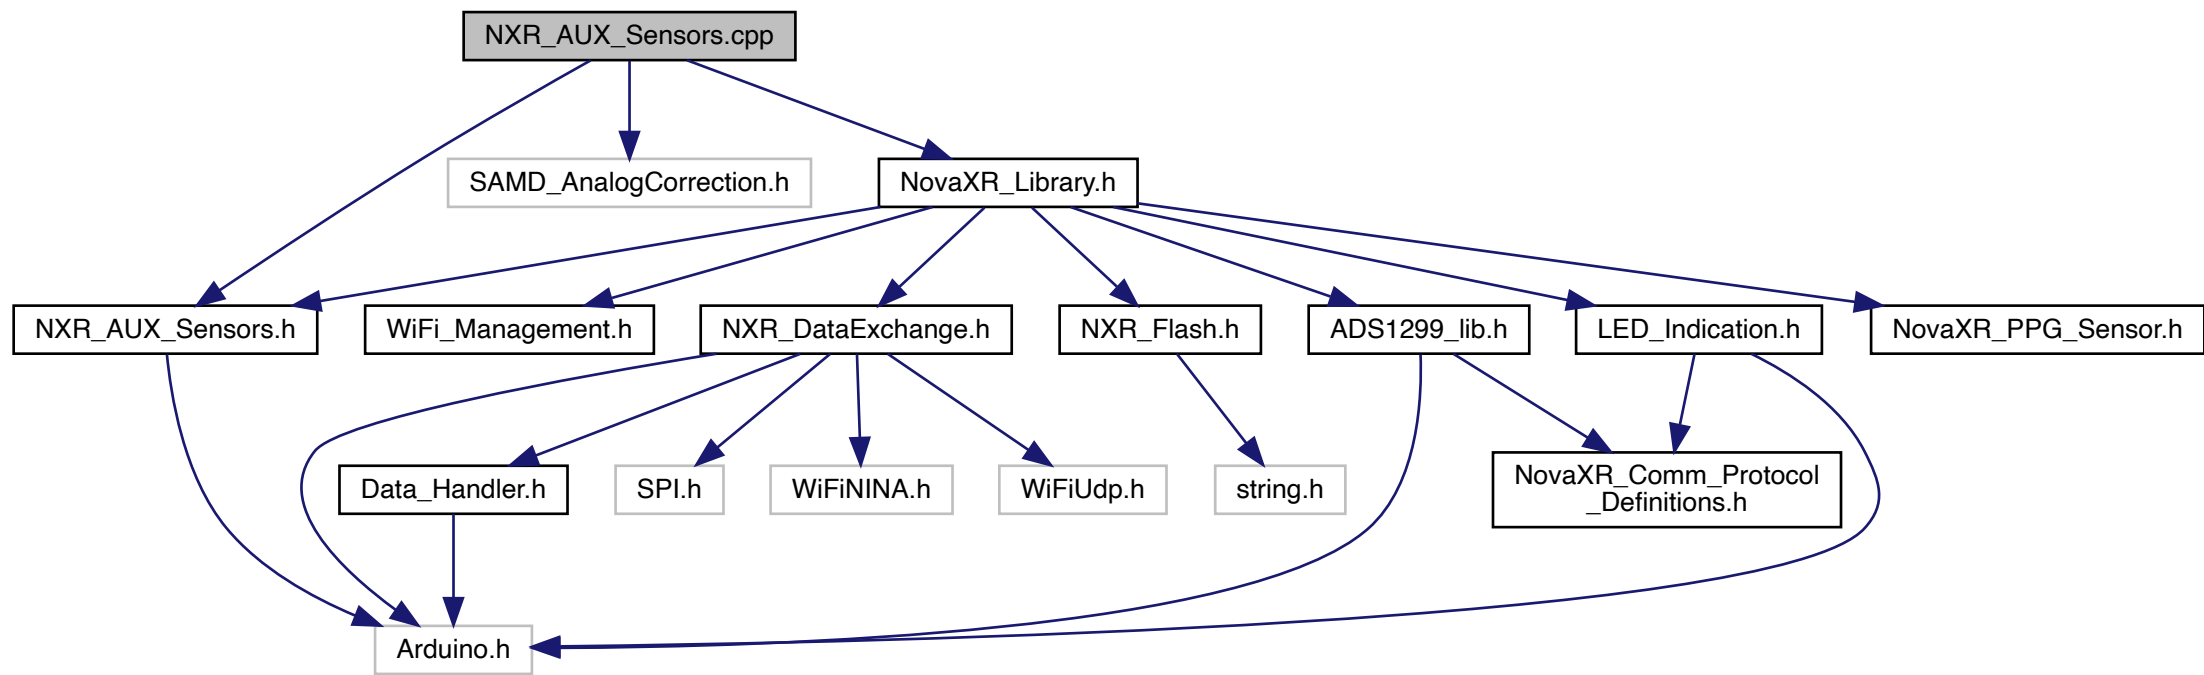 NXR_AUX_Sensors.cpp
SAMD_AnalogCorrection.h
NovaXR_Library.h
NXR_AUX_Sensors.h
WiFi_Management.h
NXR_DataExchange.h
NXR_Flash.h
ADS1299_lib.h
LED_Indication.h
NovaXR_PPG_Sensor.h
Data_Handler.h
SPI.h
WiFiNINA.h
WiFiUdp.h
string.h
NovaXR_Comm_Protocol
_Definitions.h
Arduino.h